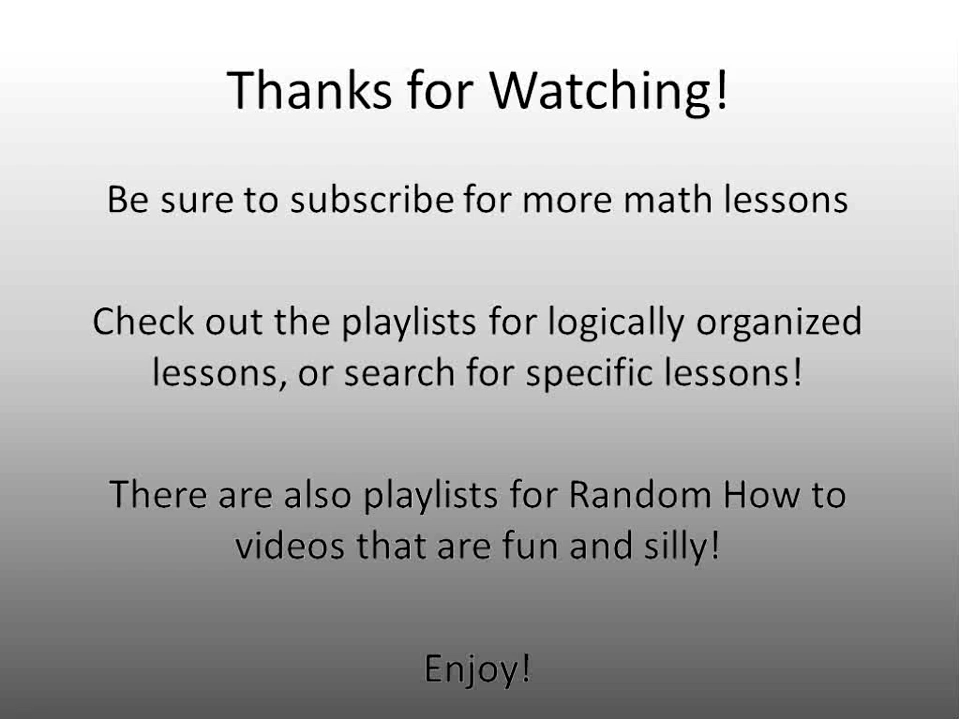 Thanks for Watching!
Be sure to subscribe for more math lessons
Check out the playlists for logically organized
lessons, or search for specific lessons!
There are also playlists for Random How to
videos that are fun and silly!
Enjoy!